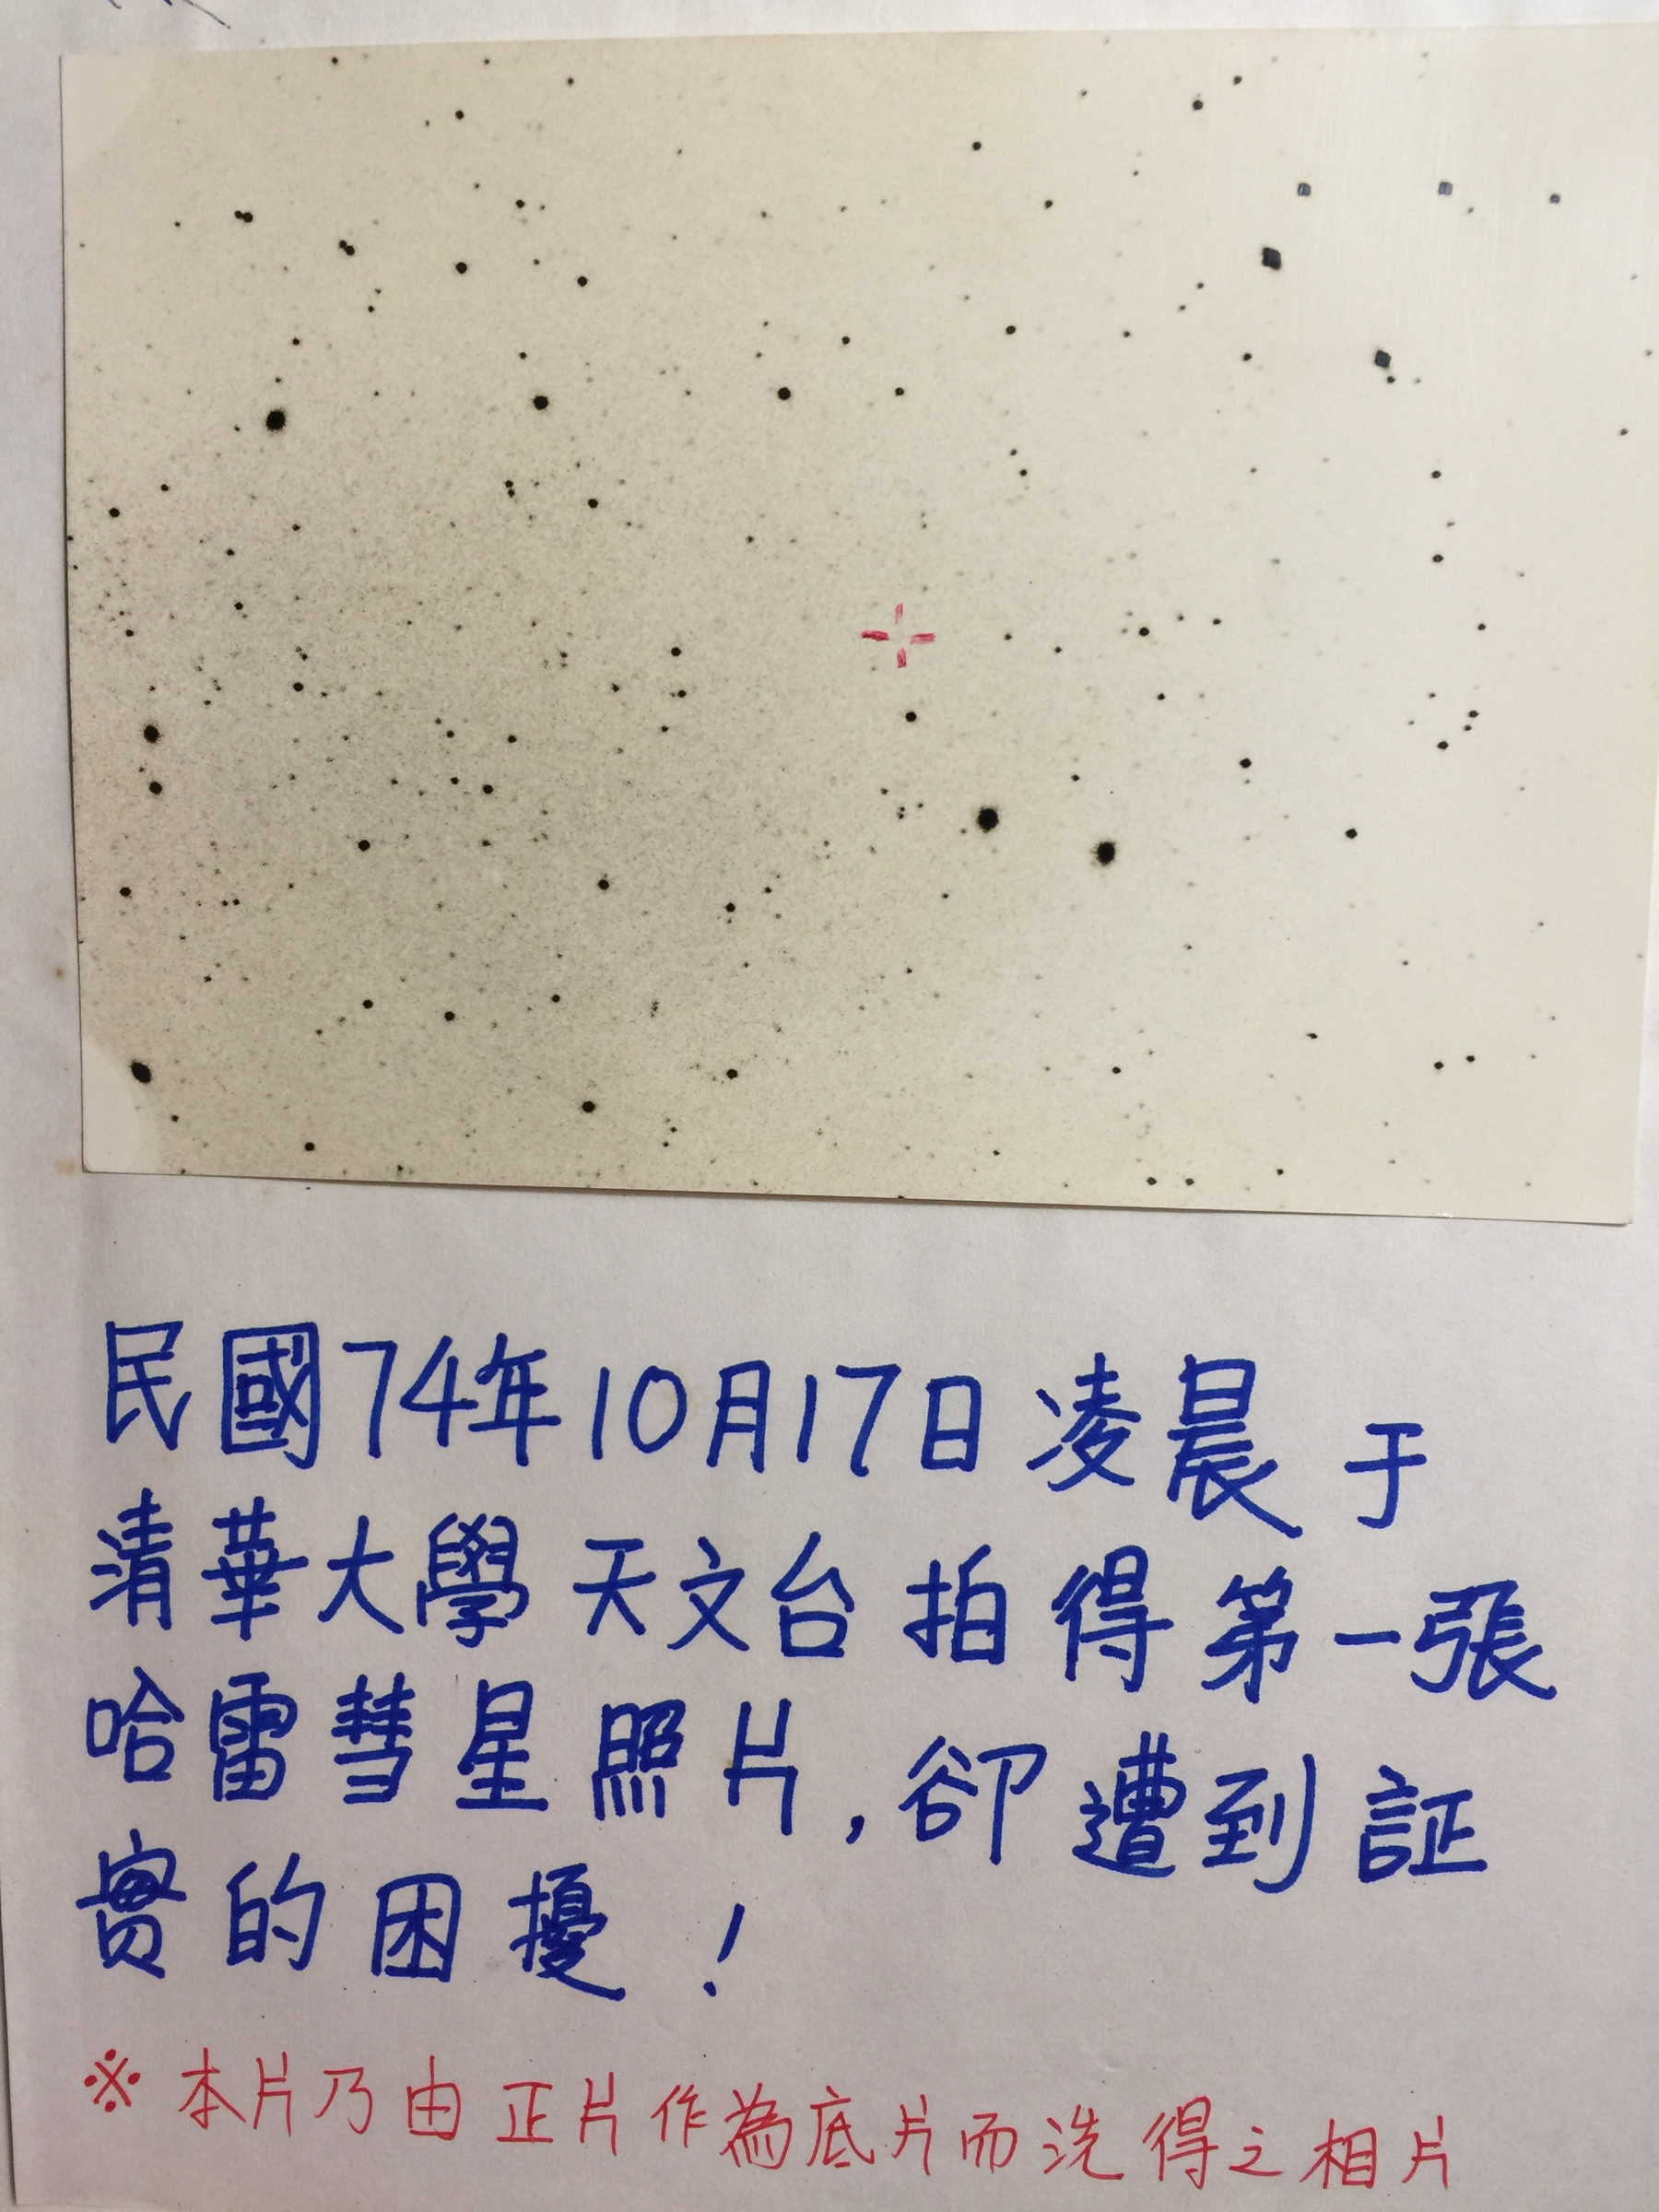 民國74年10月17日凌晨于
清華大學天文台拍得第一張
哈雷彗星照片,卻遭到証
實的困擾!
※本片乃由正片作為底片而洗得之相片